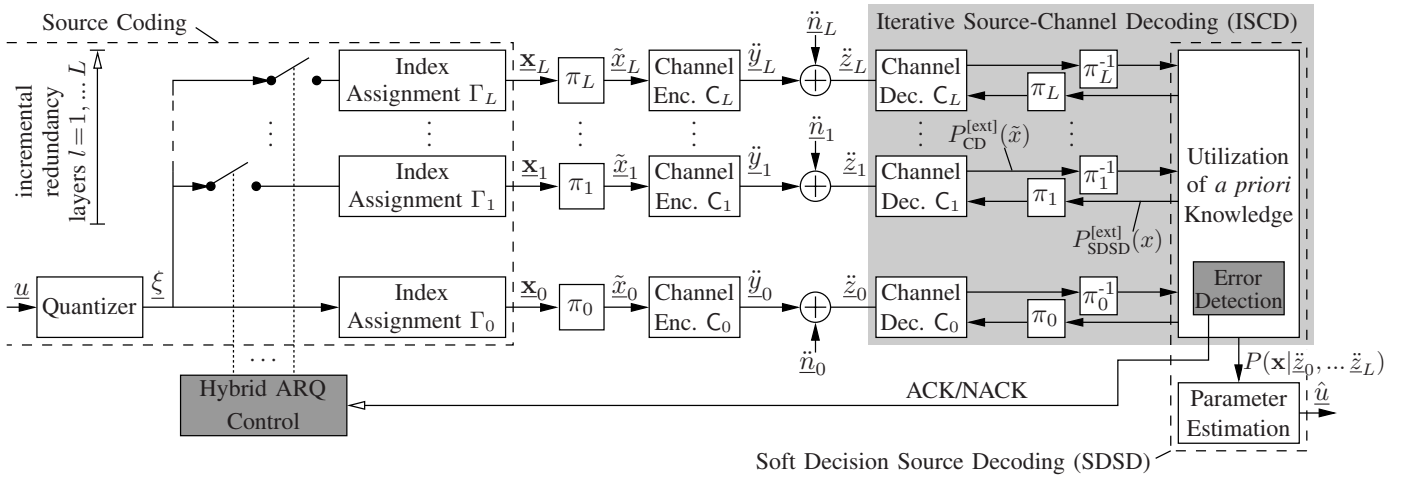 Source Coding
Iterative Source-Channel Decoding (ISCD)
incremental
redundancy
layers l = 1, ... L
Index
Assignment Γ_L
x_L
π_L
x̃_L
Channel
Enc. C_L
ÿ_L
n̈_L
z̈_L
Channel
Dec. C_L
π_L^-1
π_L
⋮ ⋮ ⋮ ⋮ ⋮ ⋮
P_CD^[ext](x̃)
Index
Assignment Γ_1
x_1
π_1
x̃_1
Channel
Enc. C_1
ÿ_1
n̈_1
z̈_1
Channel
Dec. C_1
π_1^-1
π_1
P_SDSD^[ext](x)
Utilization
of a priori
Knowledge
Error
Detection
u
Quantizer
ξ
Index
Assignment Γ_0
x_0
π_0
x̃_0
Channel
Enc. C_0
ÿ_0
n̈_0
z̈_0
Channel
Dec. C_0
π_0^-1
π_0
...
Hybrid ARQ
Control
ACK/NACK
P(x|z̈_0, ... z̈_L)
Parameter
Estimation
û
Soft Decision Source Decoding (SDSD)